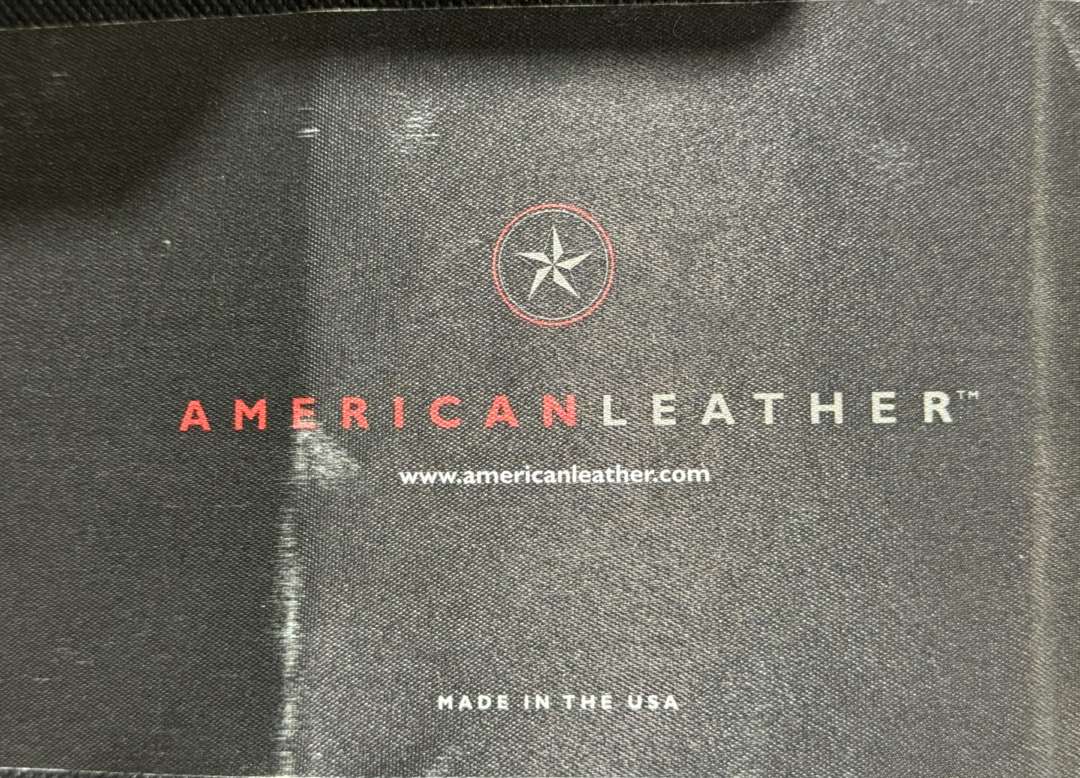 AMERICANLEATHER™
www.americanleather.com
MADE IN THE USA